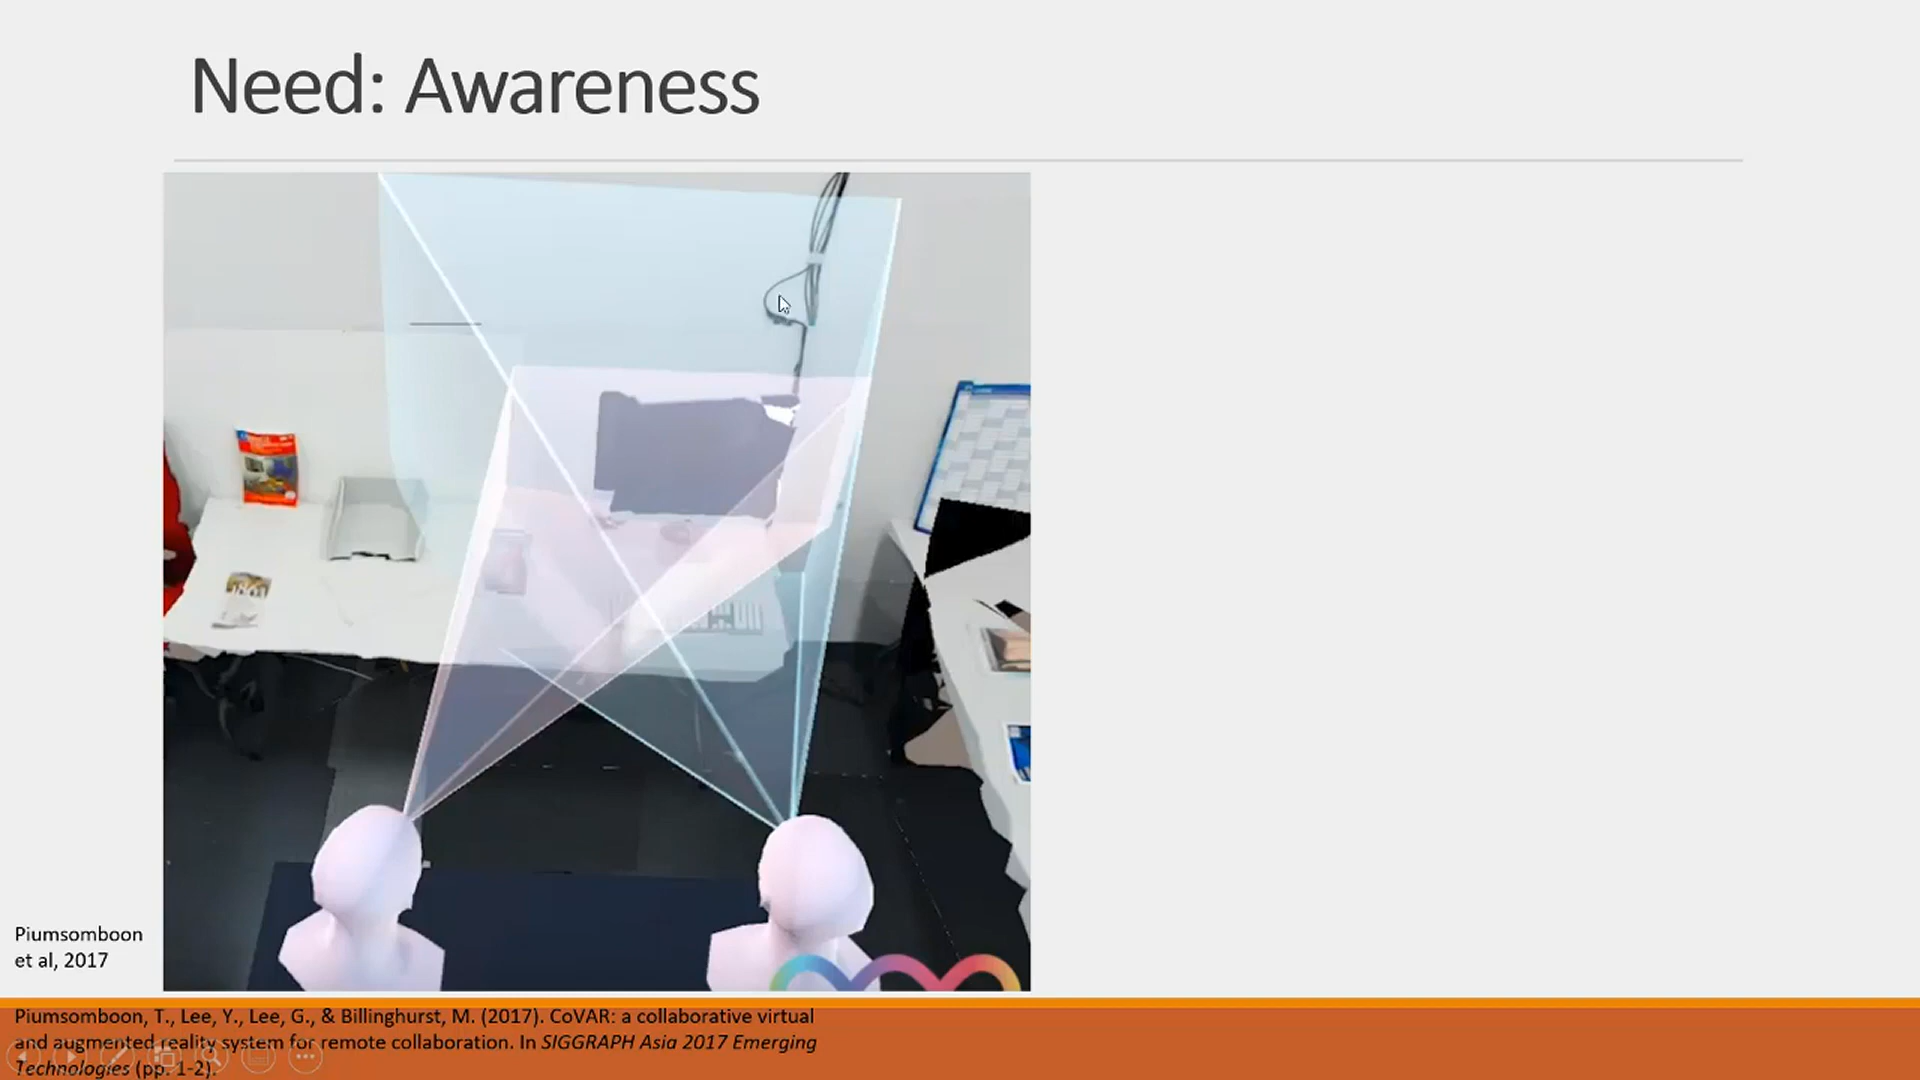 Need: Awareness
Piumsomboon
et al, 2017
Piumsomboon, T., Lee, Y., Lee, G., & Billinghurst, M. (2017). CoVAR: a collaborative virtual
and augmented reality system for remote collaboration. In SIGGRAPH Asia 2017 Emerging
Technologies (pp. 1-2).